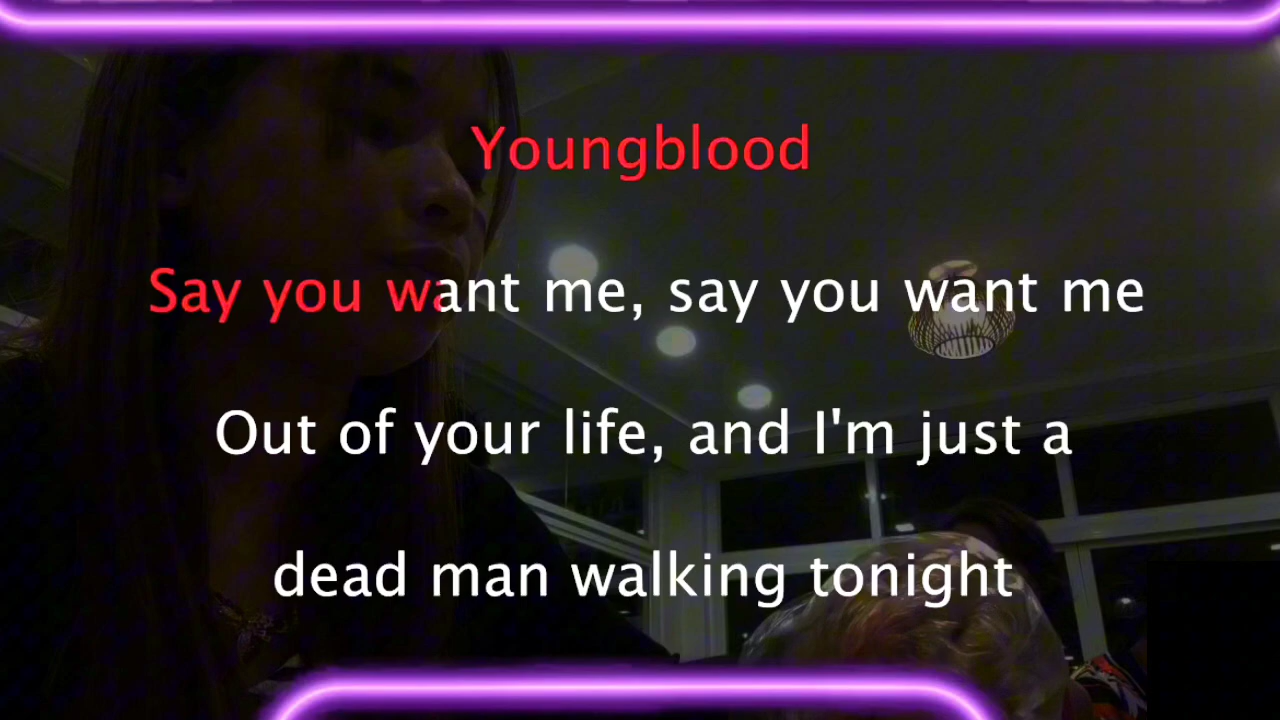 Youngblood
Say you want me, say you want me
Out of your life, and I'm just a
dead man walking tonight